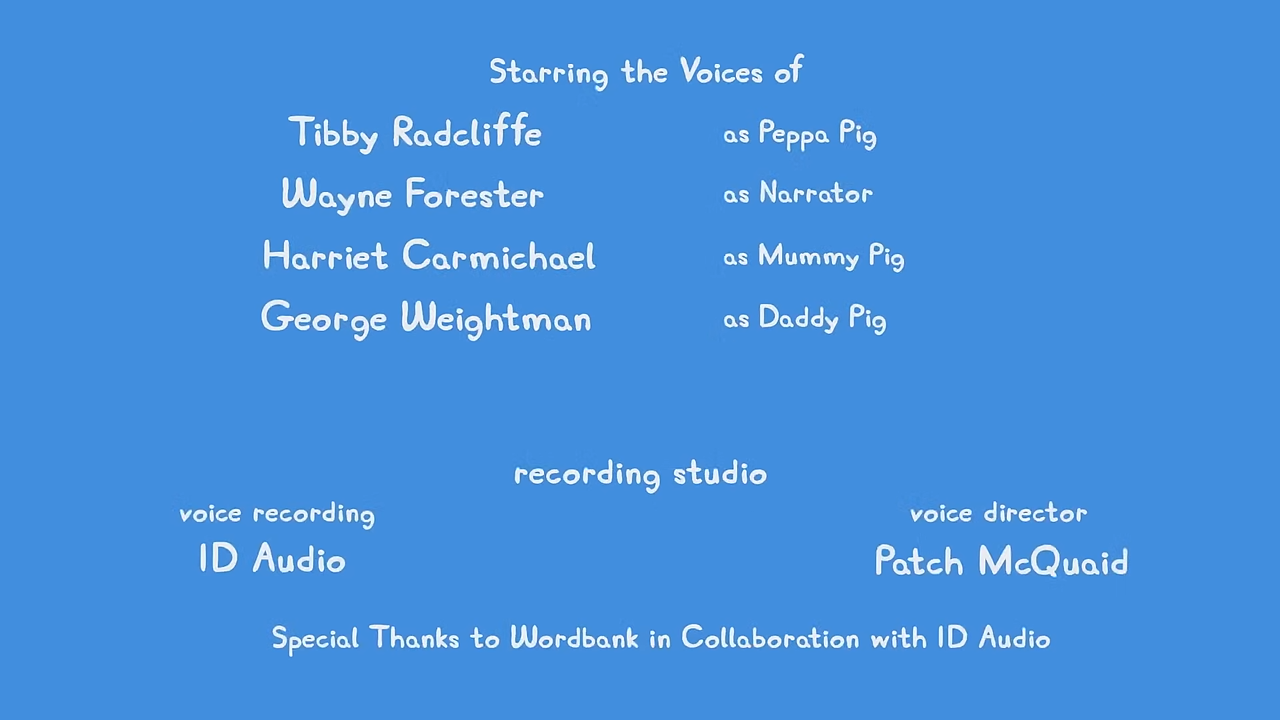 Starring the Voices of
Tibby Radcliffe as Peppa Pig
Wayne Forester as Narrator
Harriet Carmichael as Mummy Pig
George Weightman as Daddy Pig
recording studio
voice recording voice director
ID Audio Patch McQuaid
Special Thanks to Wordbank in Collaboration with ID Audio